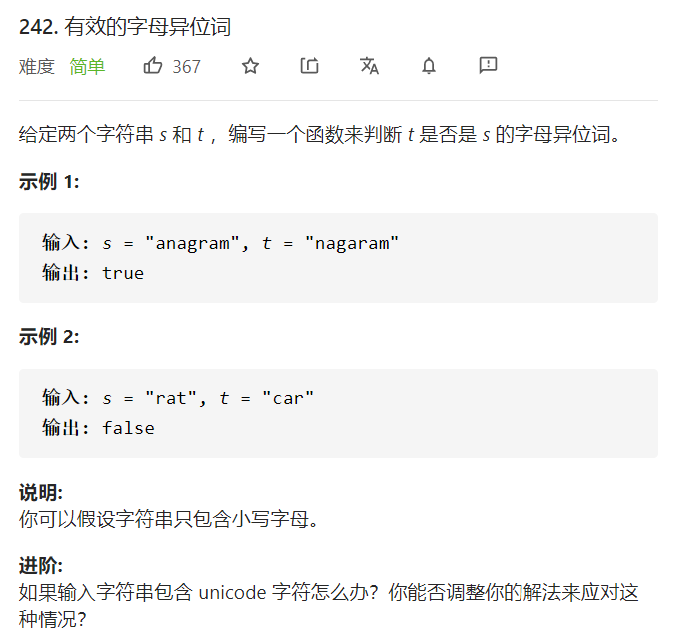 242. 有效的字母异位词
难度 简单 367
给定两个字符串 s 和 t ，编写一个函数来判断 t 是否是 s 的字母异位词。
示例 1:
输入: s = "anagram", t = "nagaram"
输出: true
示例 2:
输入: s = "rat", t = "car"
输出: false
说明:
你可以假设字符串只包含小写字母。
进阶:
如果输入字符串包含 unicode 字符怎么办？你能否调整你的解法来应对这
种情况？